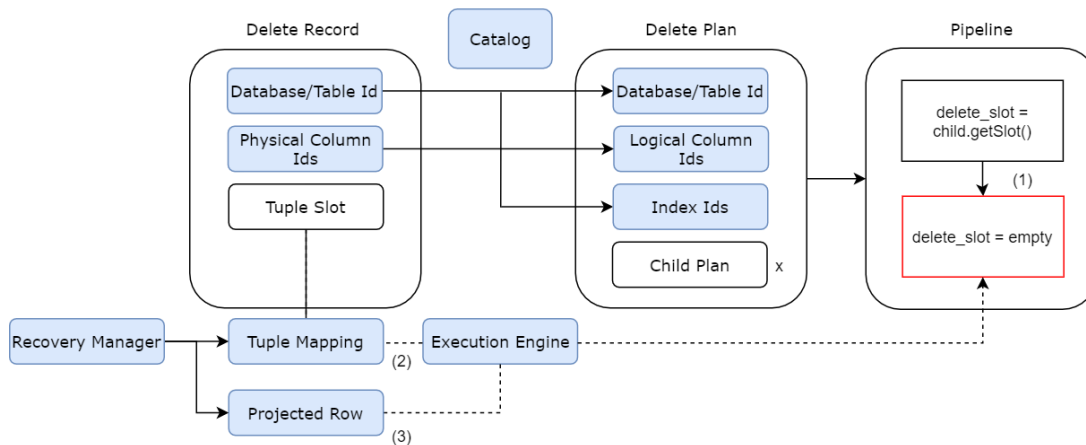 Delete Record
Catalog
Delete Plan
Pipeline
Database/Table Id
Database/Table Id
delete_slot =
child.getSlot()
Physical Column
Ids
Logical Column
Ids
(1)
Tuple Slot
Index Ids
delete_slot = empty
Child Plan
x
Recovery Manager
Tuple Mapping
(2)
Execution Engine
Projected Row
(3)